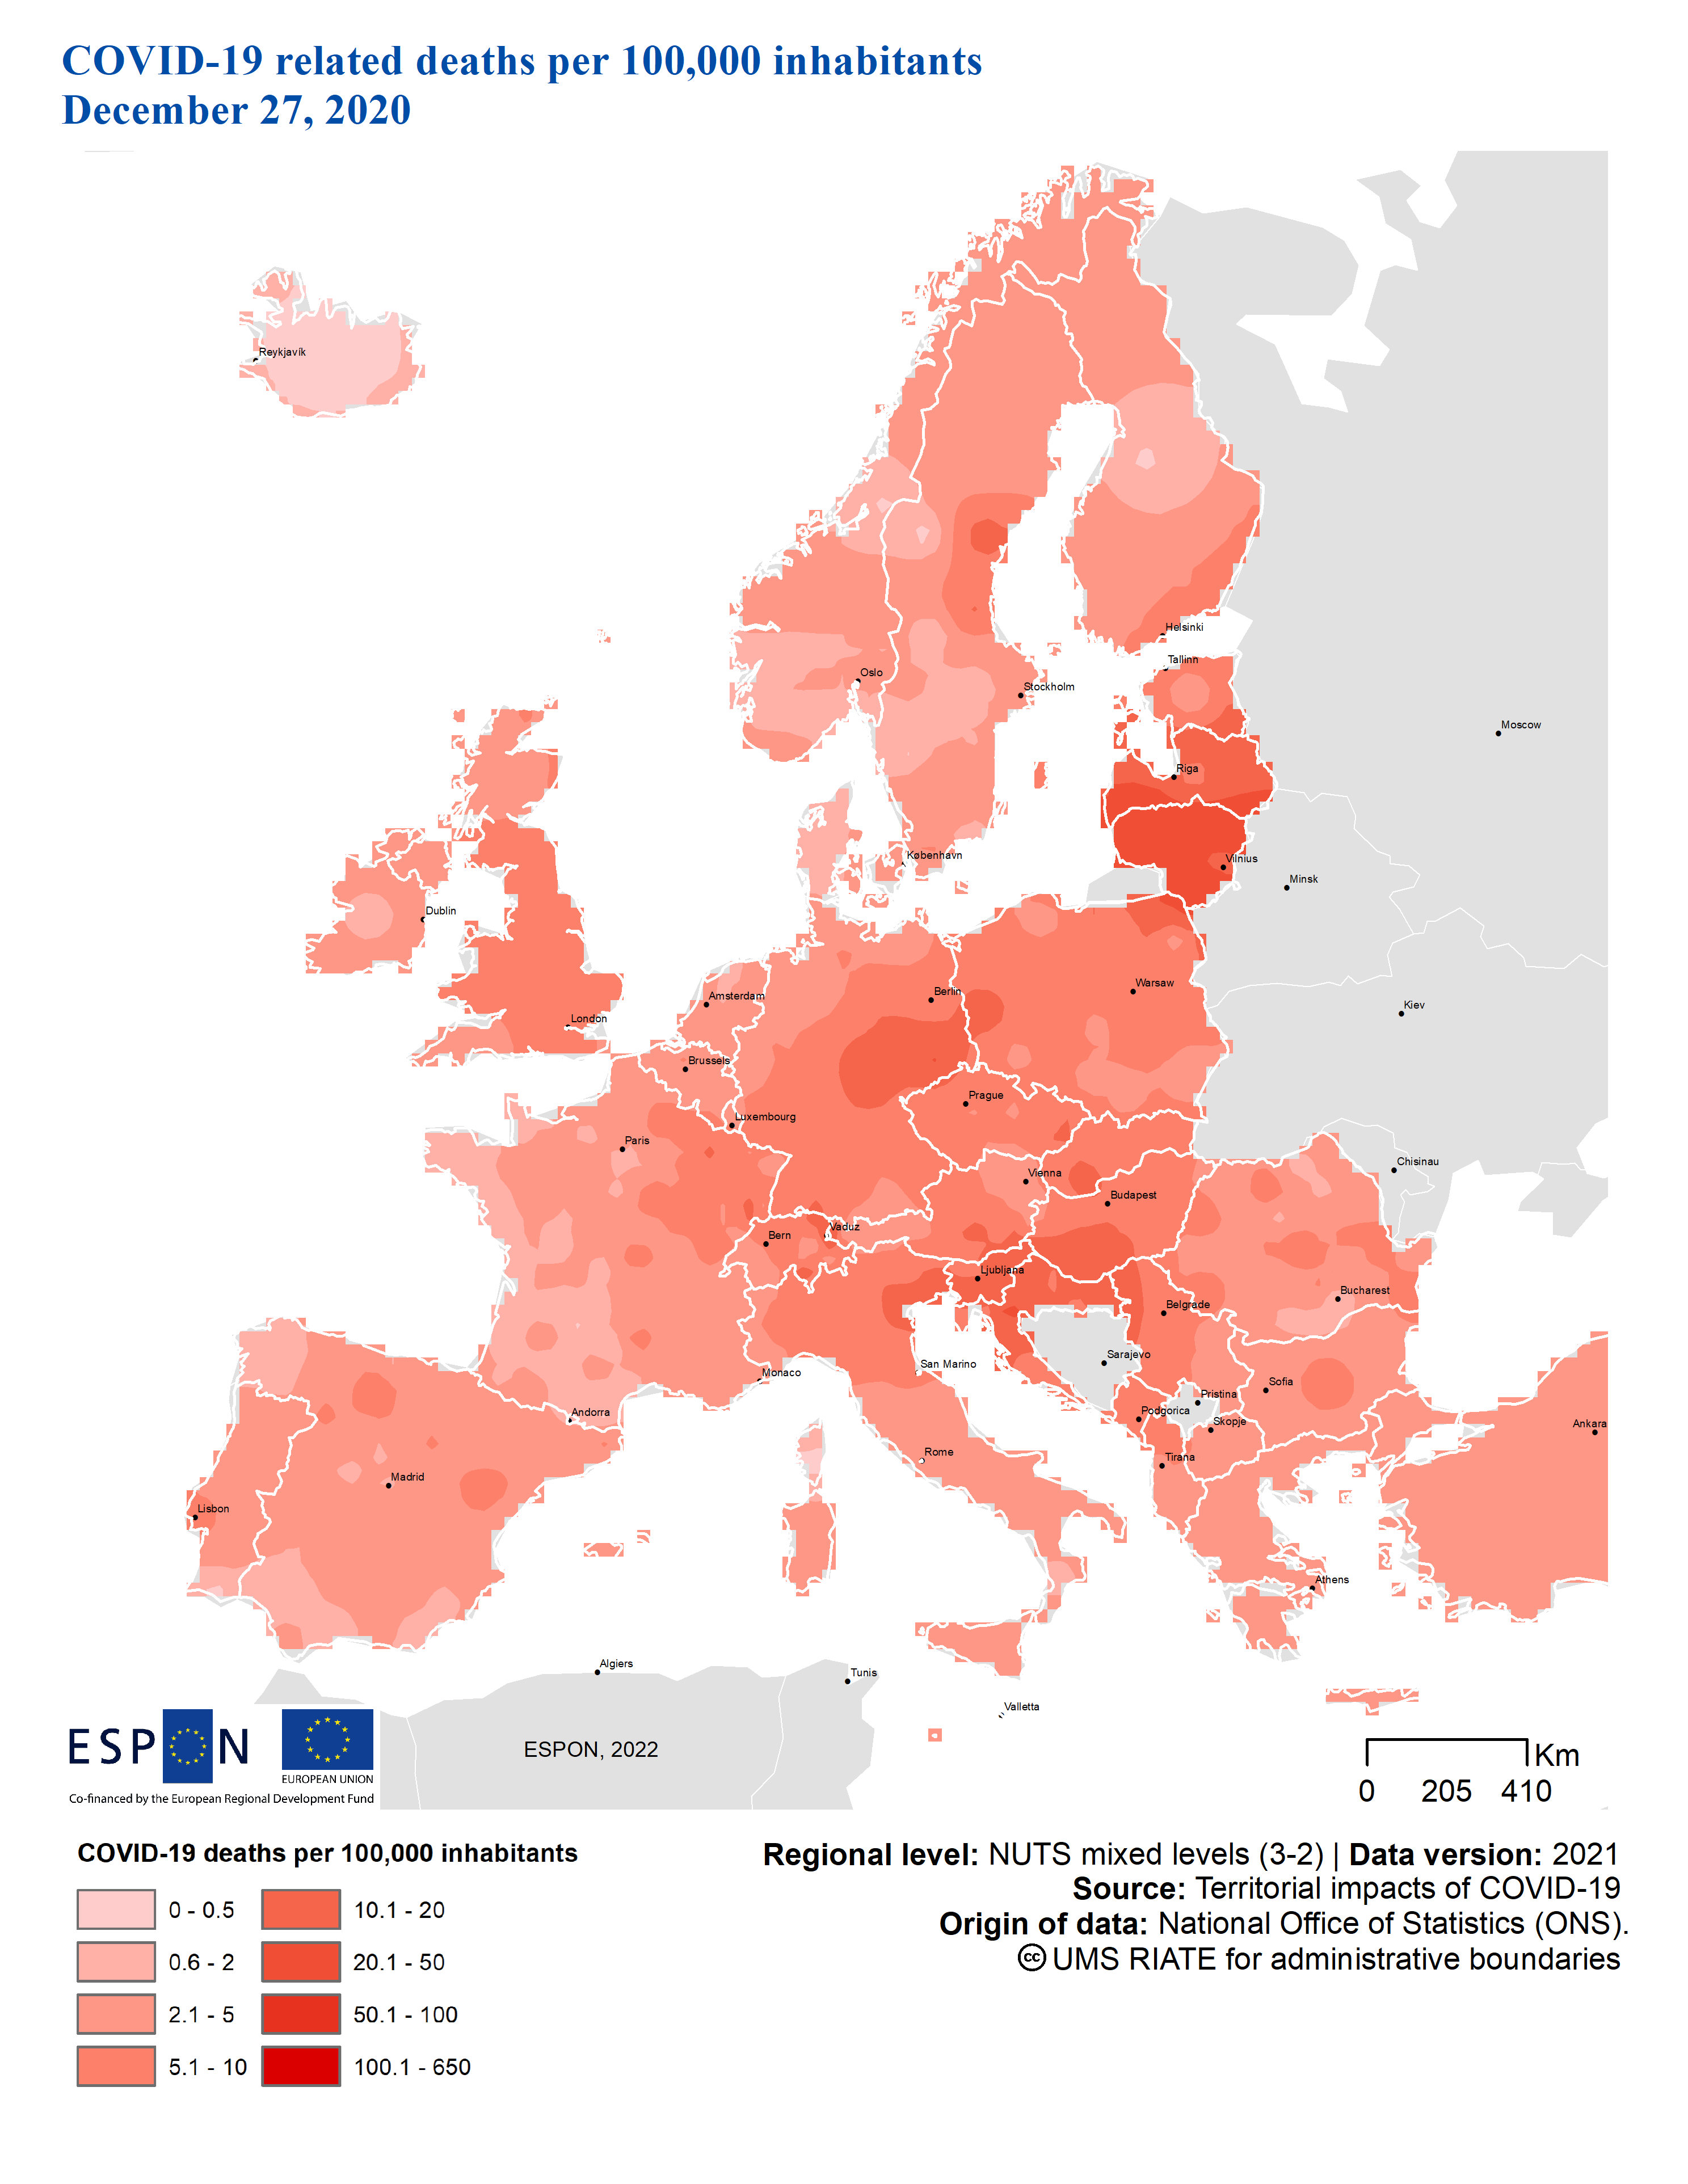 COVID-19 related deaths per 100,000 inhabitants
December 27, 2020
Reykjavík
Helsinki
Tallinn
Oslo
Stockholm
Moscow
Riga
København
Vilnius
Minsk
Dublin
Warsaw
Berlin
Amsterdam
Kiev
London
Brussels
Prague
Luxembourg
Paris
Chisinau
Vienna
Budapest
Vaduz
Bern
Ljubljana
Bucharest
Belgrade
Sarajevo
San Marino
Monaco
Sofia
Pristina
Andorra
Podgorica
Skopje
Ankara
Rome
Tirana
Madrid
Lisbon
Athens
Algiers
Tunis
Valletta
ESPON
EUROPEAN UNION
Co-financed by the European Regional Development Fund
ESPON, 2022
Km
0 205 410
COVID-19 deaths per 100,000 inhabitants
0 - 0.5
0.6 - 2
2.1 - 5
5.1 - 10
10.1 - 20
20.1 - 50
50.1 - 100
100.1 - 650
Regional level: NUTS mixed levels (3-2) | Data version: 2021
Source: Territorial impacts of COVID-19
Origin of data: National Office of Statistics (ONS).
cc UMS RIATE for administrative boundaries